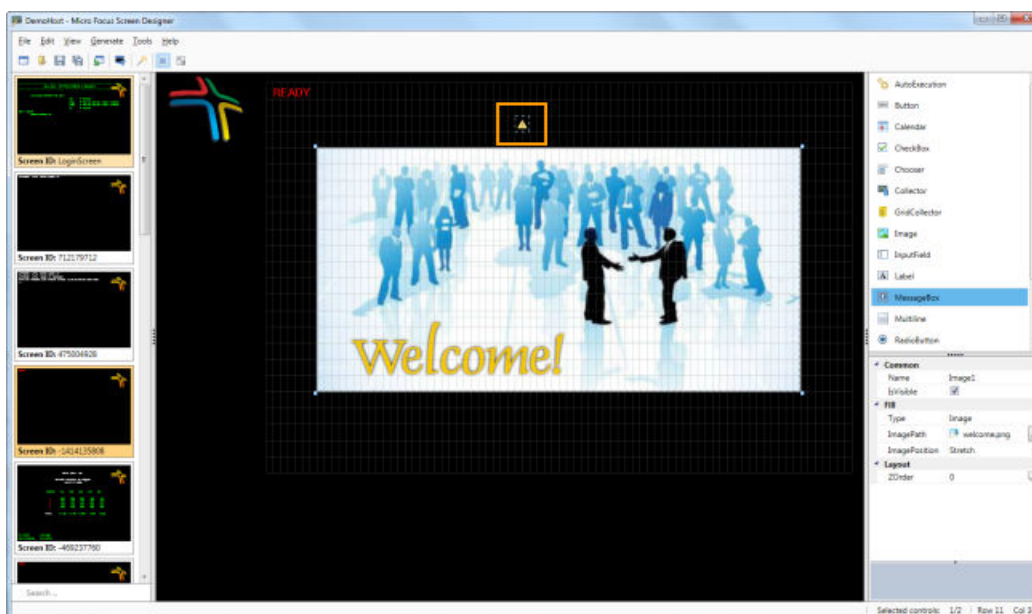 DemoHost - Micro Focus Screen Designer
File Edit View Generate Tools Help
Screen ID: LoginScreen
Screen ID: 712179712
Screen ID: 475804928
Screen ID: -1414135808
Screen ID: -469237760
Search...
READY
Welcome!
AutoExecution
Button
Calendar
CheckBox
Chooser
Collector
GridCollector
Image
InputField
Label
MessageBox
Multiline
RadioButton
Common
Name Image1
IsVisible
Fill
Type Image
ImagePath welcome.png
ImagePosition Stretch
Layout
ZOrder 0
Selected controls: 1/2 Row 11 Col